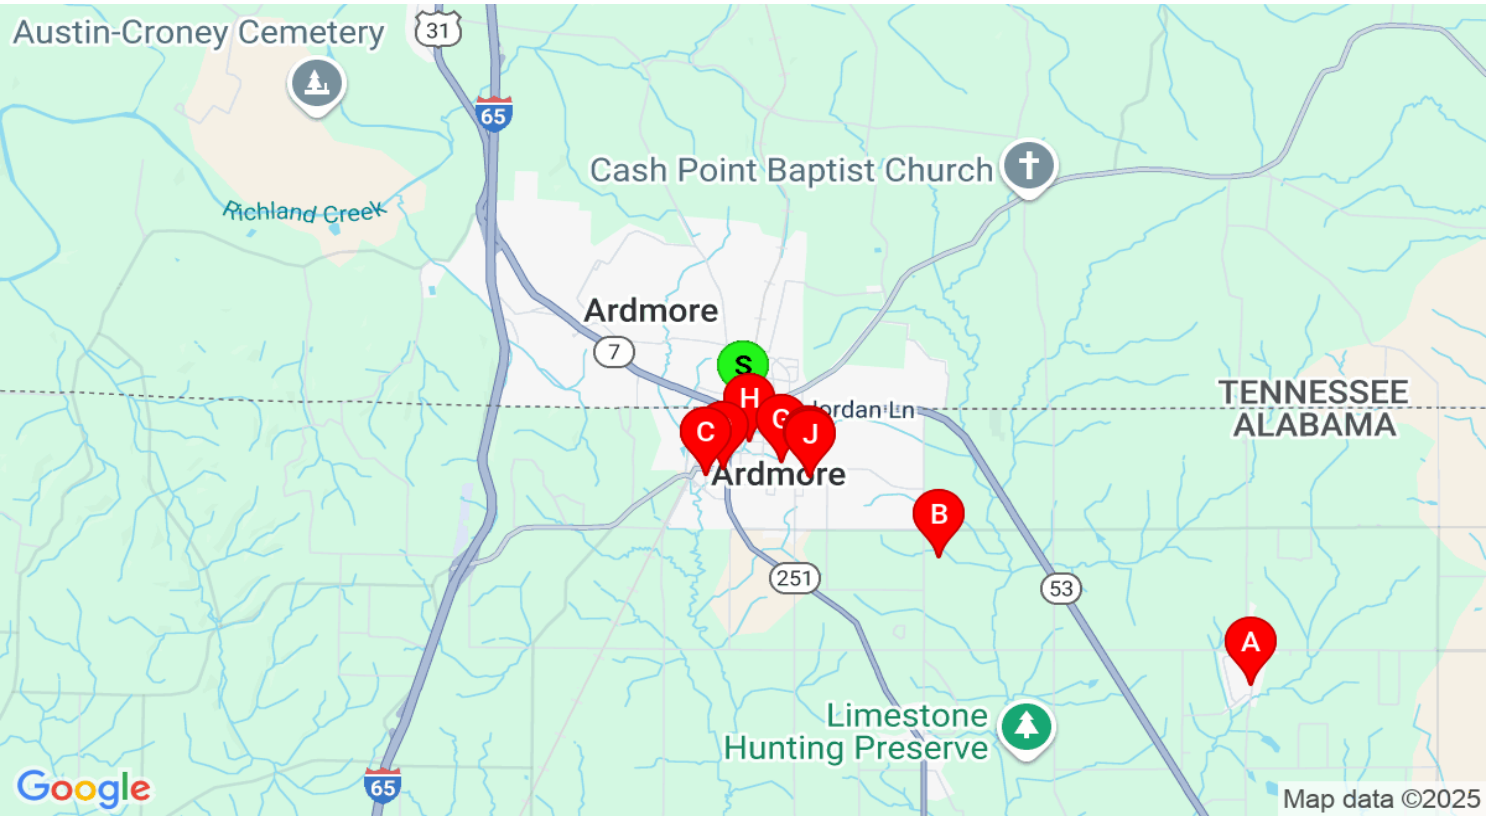 Austin-Croney Cemetery
31
65
Cash Point Baptist Church
Richland Creek
Ardmore
7
S
H
Jordan Ln
TENNESSEE
ALABAMA
C
G
J
Ardmore
B
251
53
A
Limestone
Hunting Preserve
65
Google
Map data ©2025